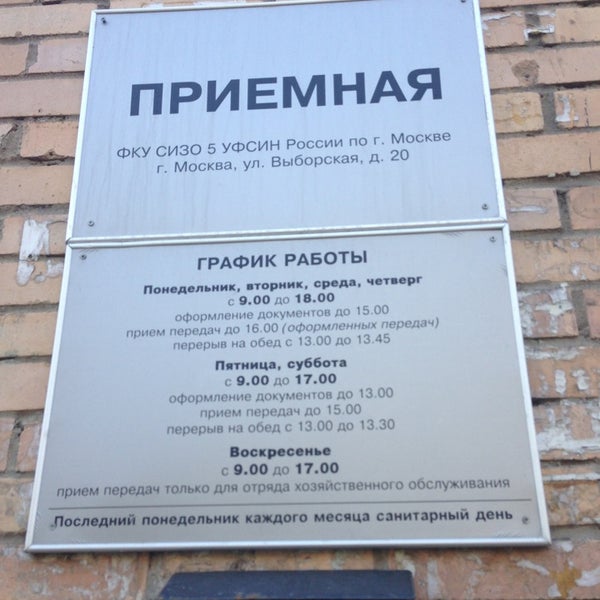 ПРИЕМНАЯ
ФКУ СИЗО 5 УФСИН России по г. Москве
г. Москва, ул. Выборская, д. 20
ГРАФИК РАБОТЫ
Понедельник, вторник, среда, четверг
с 9.00 до 18.00
оформление документов до 15.00
прием передач до 16.00 (оформленных передач)
перерыв на обед с 13.00 до 13.45
Пятница, суббота
с 9.00 до 17.00
оформление документов до 13.00
прием передач до 15.00
перерыв на обед с 13.00 до 13.30
Воскресенье
с 9.00 до 17.00
прием передач только для отряда хозяйственного обслуживания
Последний понедельник каждого месяца санитарный день